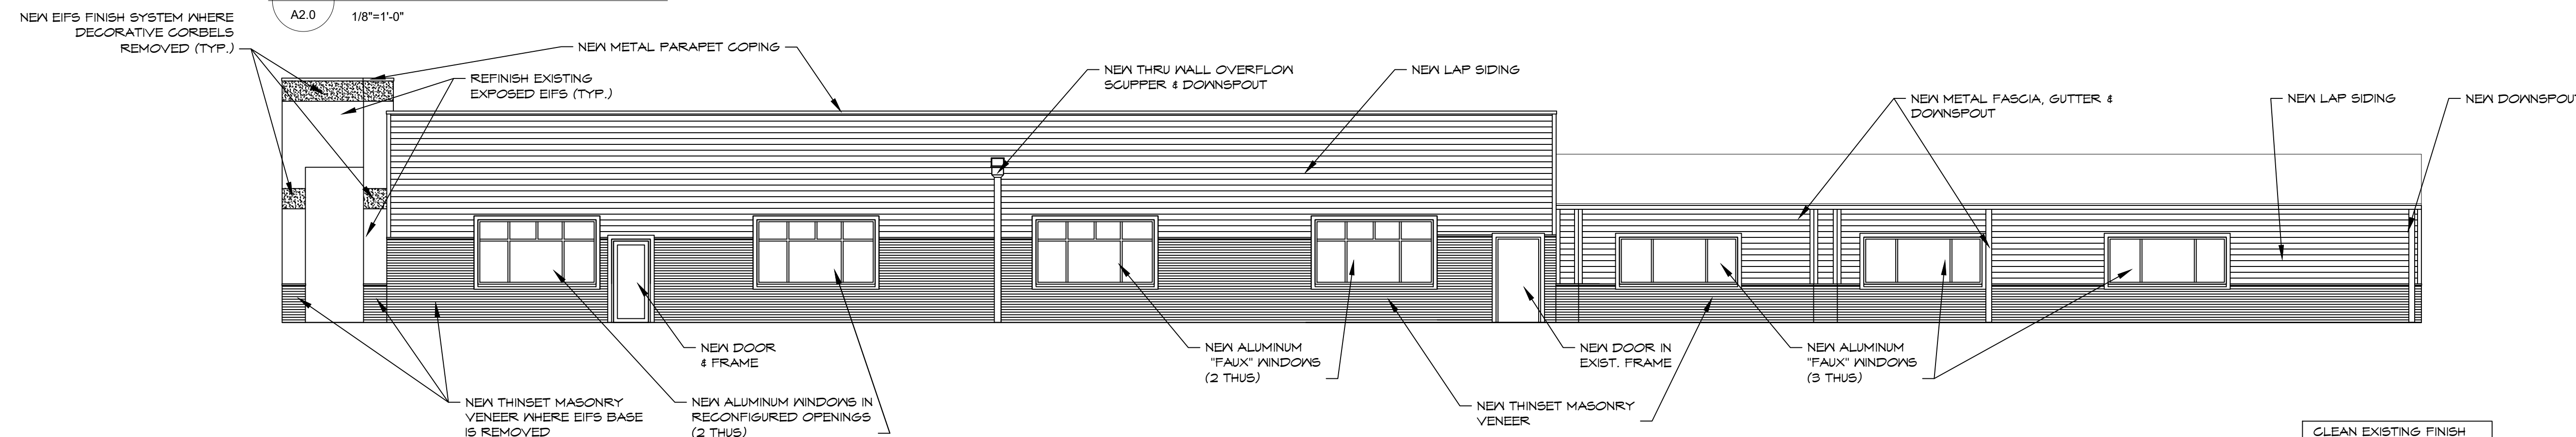 A2.0
1/8"=1'-0"
NEW EIFS FINISH SYSTEM WHERE
DECORATIVE CORBELS
REMOVED (TYP.)
NEW METAL PARAPET COPING
REFINISH EXISTING
EXPOSED EIFS (TYP.)
NEW THRU WALL OVERFLOW
SCUPPER & DOWNSPOUT
NEW LAP SIDING
NEW METAL FASCIA, GUTTER &
DOWNSPOUT
NEW LAP SIDING
NEW DOWNSPOUT
NEW DOOR
& FRAME
NEW ALUMINUM
"FAUX" WINDOWS
(2 THUS)
NEW DOOR IN
EXIST. FRAME
NEW ALUMINUM
"FAUX" WINDOWS
(3 THUS)
NEW THINSET MASONRY
VENEER WHERE EIFS BASE
IS REMOVED
NEW ALUMINUM WINDOWS IN
RECONFIGURED OPENINGS
(2 THUS)
NEW THINSET MASONRY
VENEER
CLEAN EXISTING FINISH